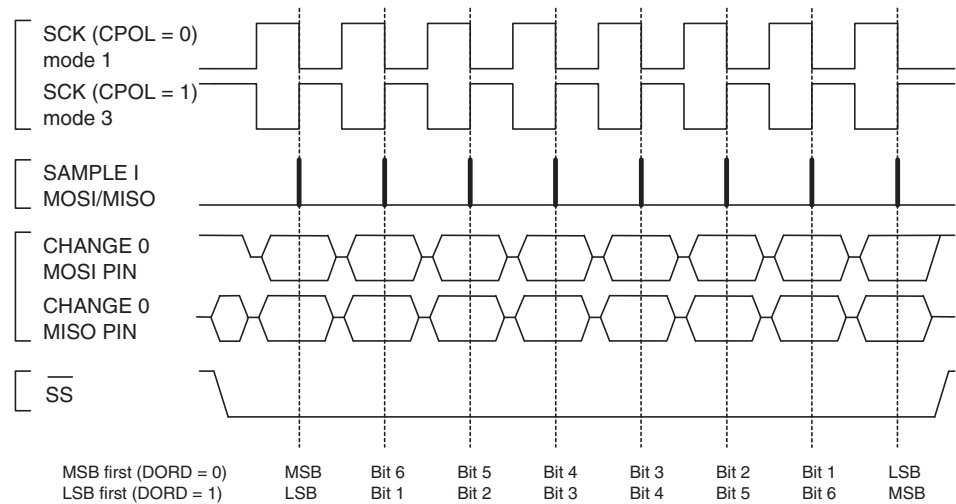 SCK (CPOL = 0)
mode 1
SCK (CPOL = 1)
mode 3
SAMPLE I
MOSI/MISO
CHANGE 0
MOSI PIN
CHANGE 0
MISO PIN
SS
MSB first (DORD = 0) MSB Bit 6 Bit 5 Bit 4 Bit 3 Bit 2 Bit 1 LSB
LSB first (DORD = 1) LSB Bit 1 Bit 2 Bit 3 Bit 4 Bit 5 Bit 6 MSB